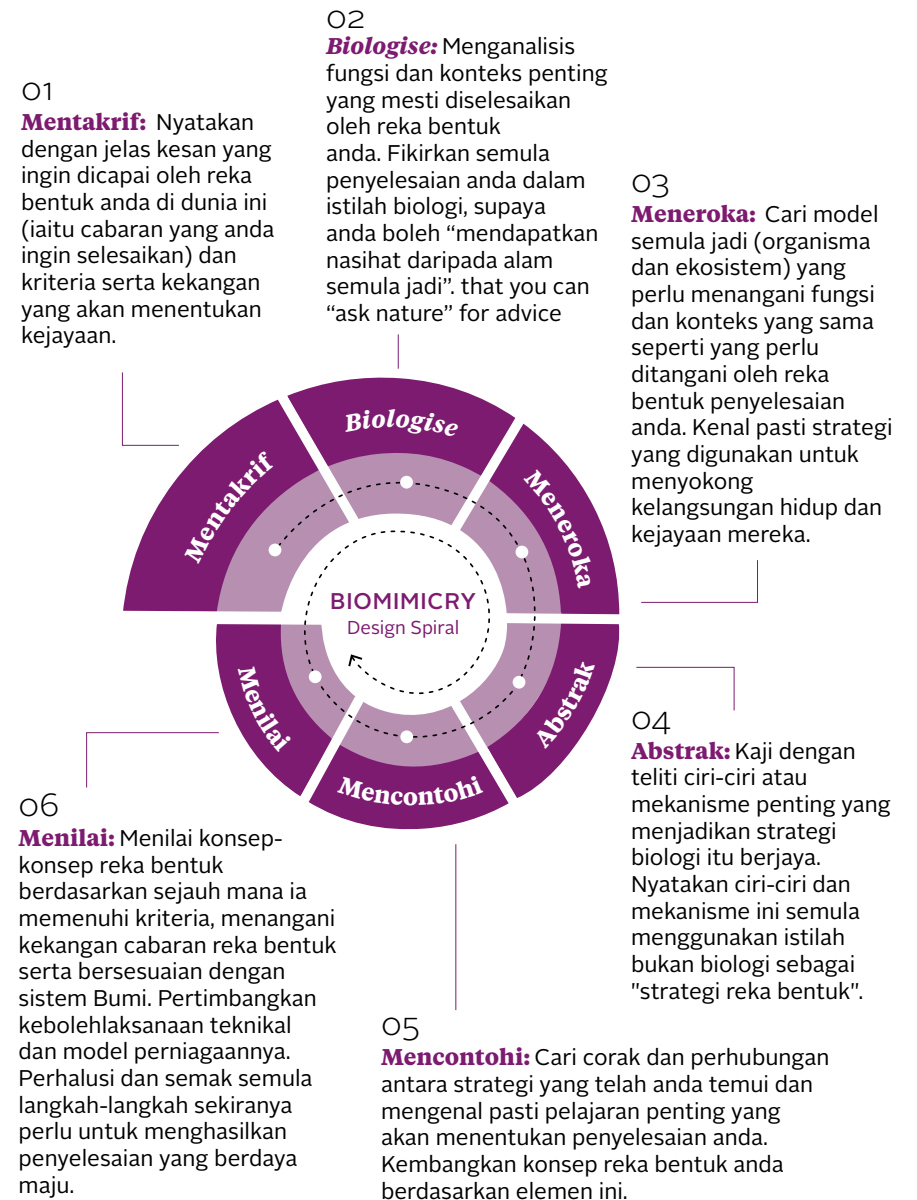 01
Mentakrif: Nyatakan
dengan jelas kesan yang
ingin dicapai oleh reka
bentuk anda di dunia ini
(iaitu cabaran yang anda
ingin selesaikan) dan
kriteria serta kekangan
yang akan menentukan
kejayaan.
02
Biologise: Menganalisis
fungsi dan konteks penting
yang mesti diselesaikan
oleh reka bentuk
anda. Fikirkan semula
penyelesaian anda dalam
istilah biologi, supaya
anda boleh “mendapatkan
nasihat daripada alam
semula jadi”. that you can
“ask nature” for advice
03
Meneroka: Cari model
semula jadi (organisma
dan ekosistem) yang
perlu menangani fungsi
dan konteks yang sama
seperti yang perlu
ditangani oleh reka
bentuk penyelesaian
anda. Kenal pasti strategi
yang digunakan untuk
menyokong
kelangsungan hidup dan
kejayaan mereka.
Mentakrif
Biologise
Meneroka
Abstrak
Mencontohi
Menilai
BIOMIMICRY
Design Spiral
04
Abstrak: Kaji dengan
teliti ciri-ciri atau
mekanisme penting yang
menjadikan strategi
biologi itu berjaya.
Nyatakan ciri-ciri dan
mekanisme ini semula
menggunakan istilah
bukan biologi sebagai
"strategi reka bentuk".
05
Mencontohi: Cari corak dan perhubungan
antara strategi yang telah anda temui dan
mengenal pasti pelajaran penting yang
akan menentukan penyelesaian anda.
Kembangkan konsep reka bentuk anda
berdasarkan elemen ini.
06
Menilai: Menilai konsep-
konsep reka bentuk
berdasarkan sejauh mana ia
memenuhi kriteria, menangani
kekangan cabaran reka bentuk
serta bersesuaian dengan
sistem Bumi. Pertimbangkan
kebolehlaksanaan teknikal
dan model perniagaannya.
Perhalusi dan semak semula
langkah-langkah sekiranya
perlu untuk menghasilkan
penyelesaian yang berdaya
maju.